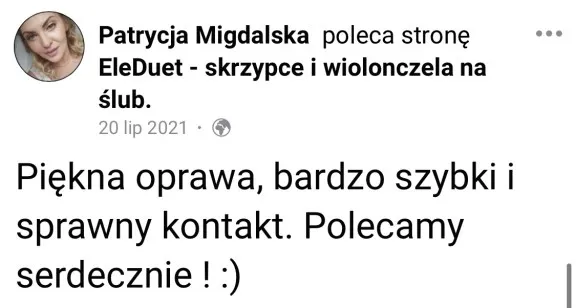 Patrycja Migdalska poleca stronę
EleDuet - skrzypce i wiolonczela na
ślub.
20 lip 2021 ·
Piękna oprawa, bardzo szybki i
sprawny kontakt. Polecamy
serdecznie ! :)